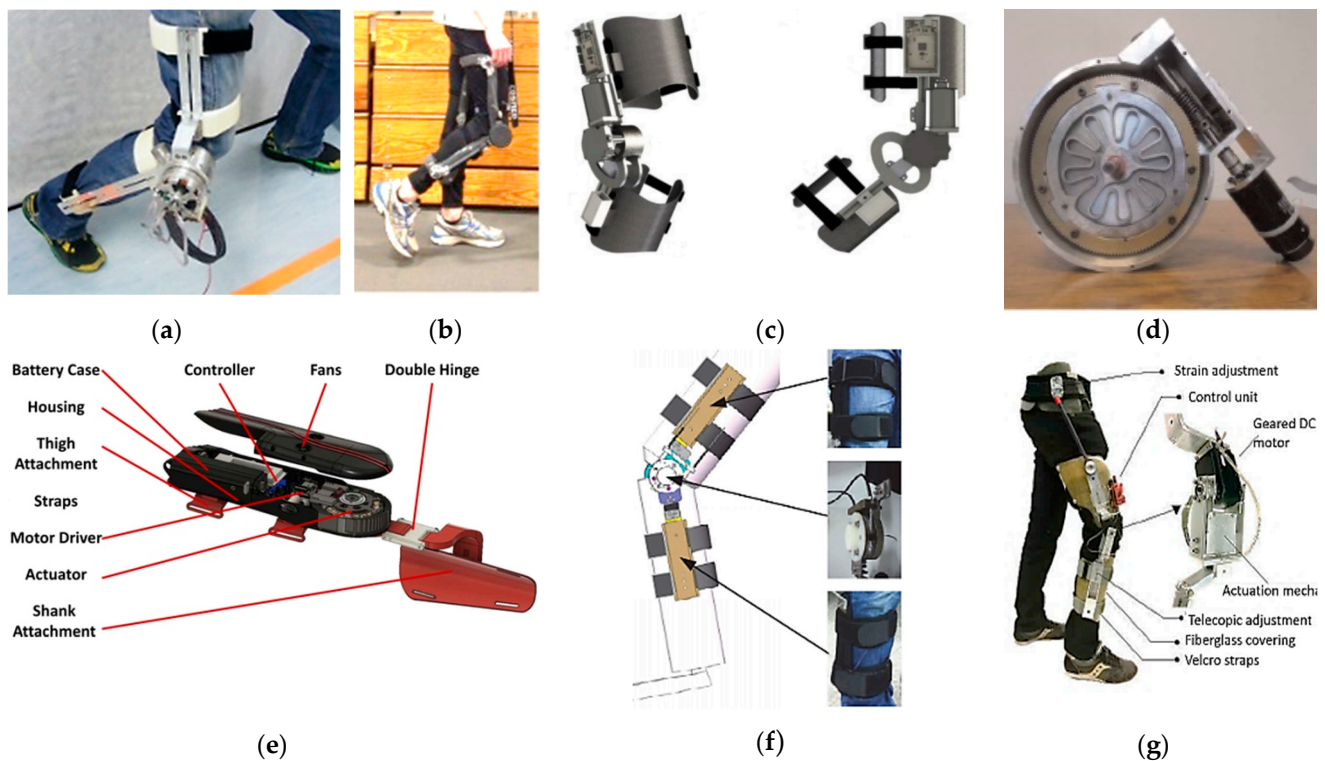 (a)
(b)
(c)
(d)
Battery Case
Controller
Fans
Double Hinge
Housing
Thigh
Attachment
Straps
Motor Driver
Actuator
Shank
Attachment
Strain adjustment
Control unit
Geared DC
motor
Actuation mecha
Telecopic adjustment
Fiberglass covering
Velcro straps
(e)
(f)
(g)